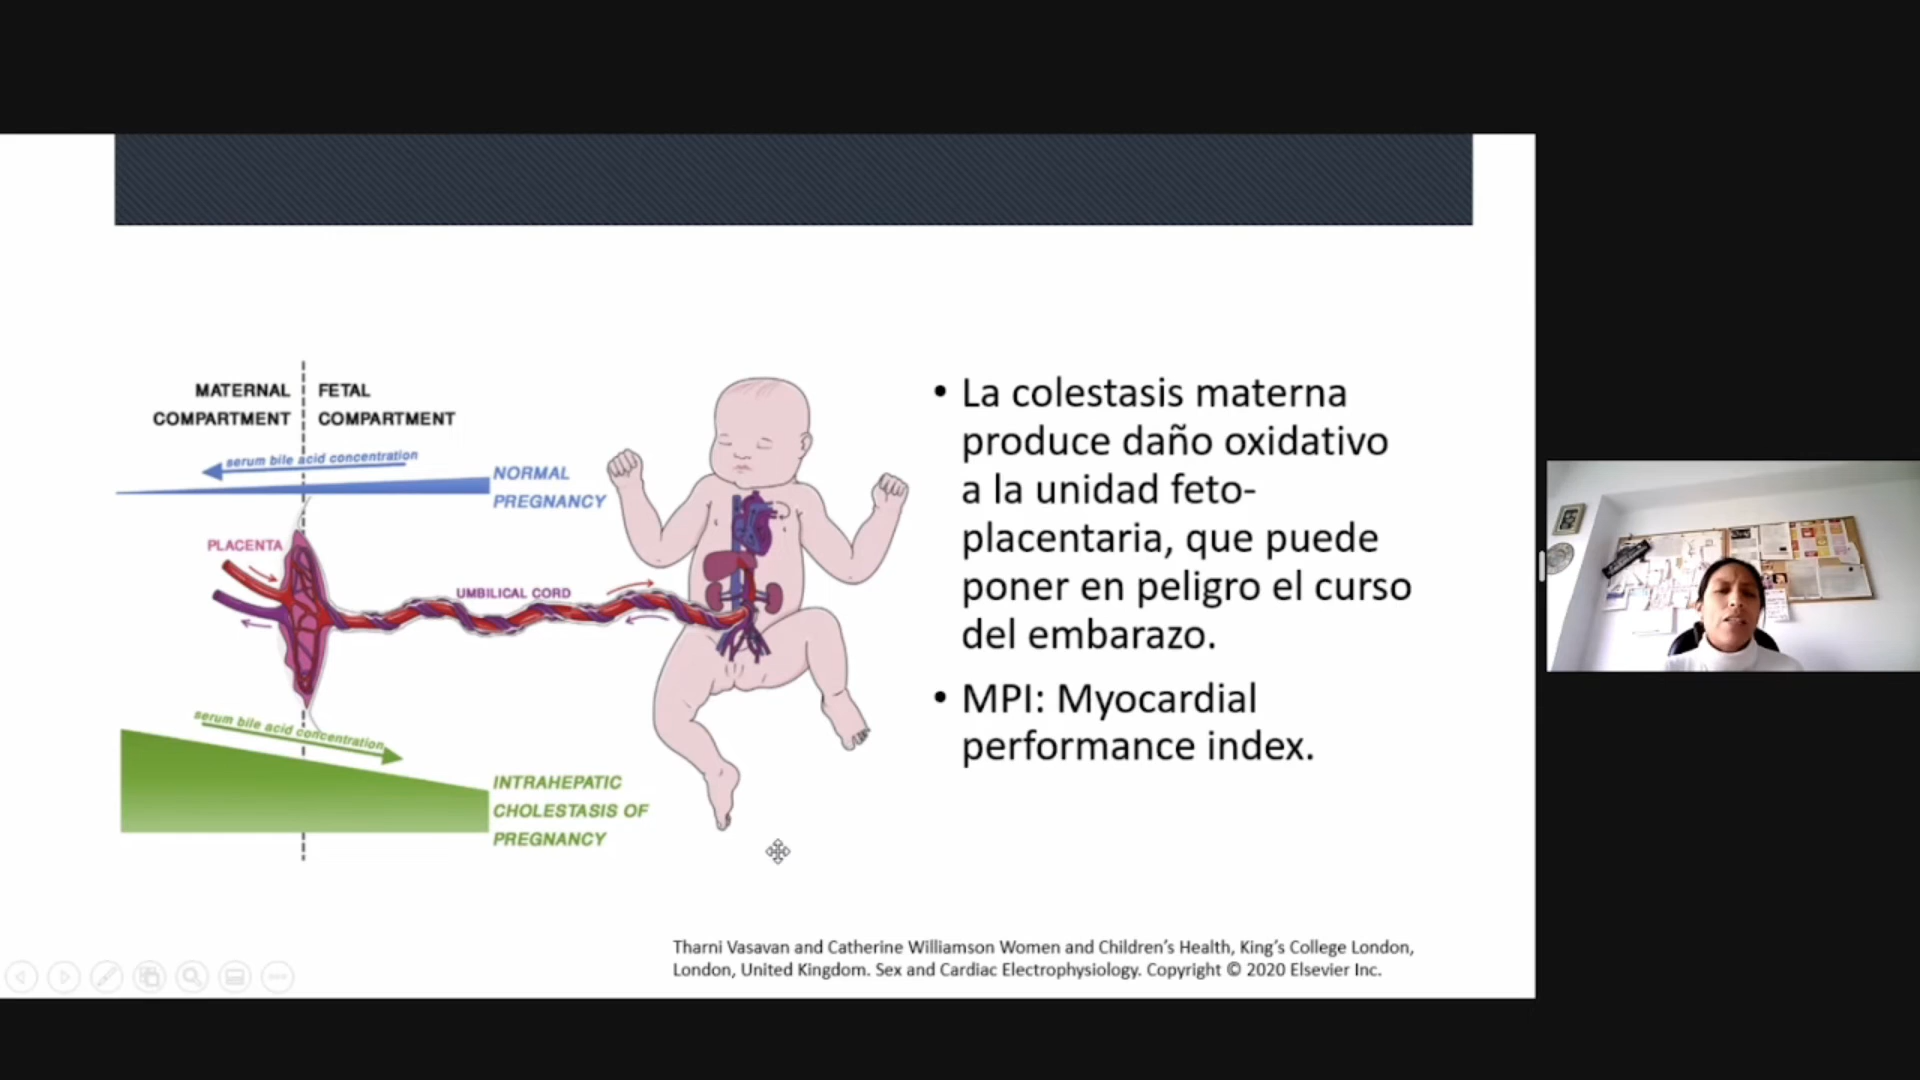 MATERNAL
COMPARTMENT
FETAL
COMPARTMENT
serum bile acid concentration
NORMAL
PREGNANCY
PLACENTA
UMBILICAL CORD
serum bile acid concentration
INTRAHEPATIC
CHOLESTASIS OF
PREGNANCY
• La colestasis materna
produce daño oxidativo
a la unidad feto-
placentaria, que puede
poner en peligro el curso
del embarazo.
• MPI: Myocardial
performance index.
Tharni Vasavan and Catherine Williamson Women and Children’s Health, King’s College London,
London, United Kingdom. Sex and Cardiac Electrophysiology. Copyright © 2020 Elsevier Inc.